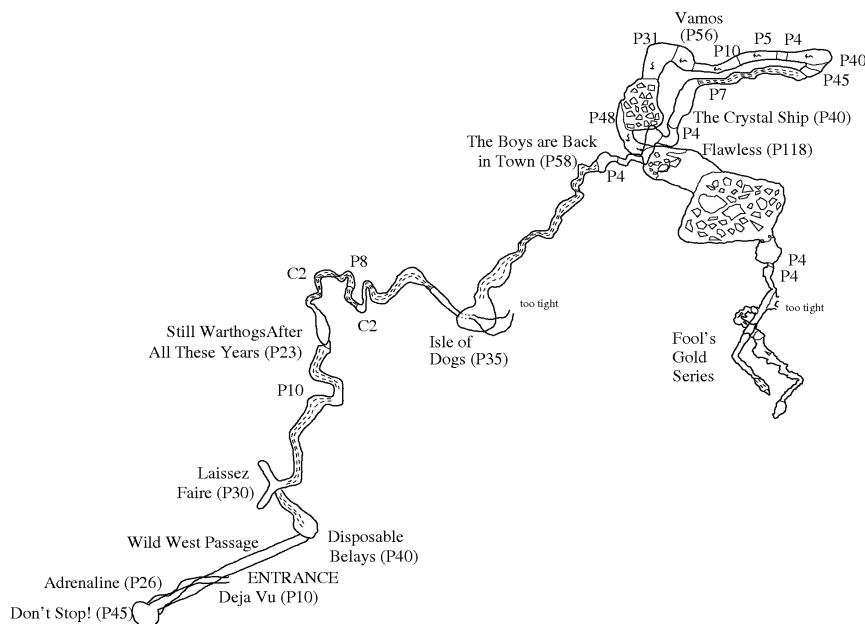 Vamos
(P56)
P31
P10
P5
P4
P40
P45
P7
P48
The Crystal Ship (P40)
P4
The Boys are Back
in Town (P58)
P4
Flawless (P118)
P4
P4
too tight
Fool's
Gold
Series
P8
C2
C2
too tight
Isle of
Dogs (P35)
Still WarthogsAfter
All These Years (P23)
P10
Laissez
Faire (P30)
Wild West Passage
Disposable
Belays (P40)
Adrenaline (P26)
ENTRANCE
Deja Vu (P10)
Don't Stop! (P45)